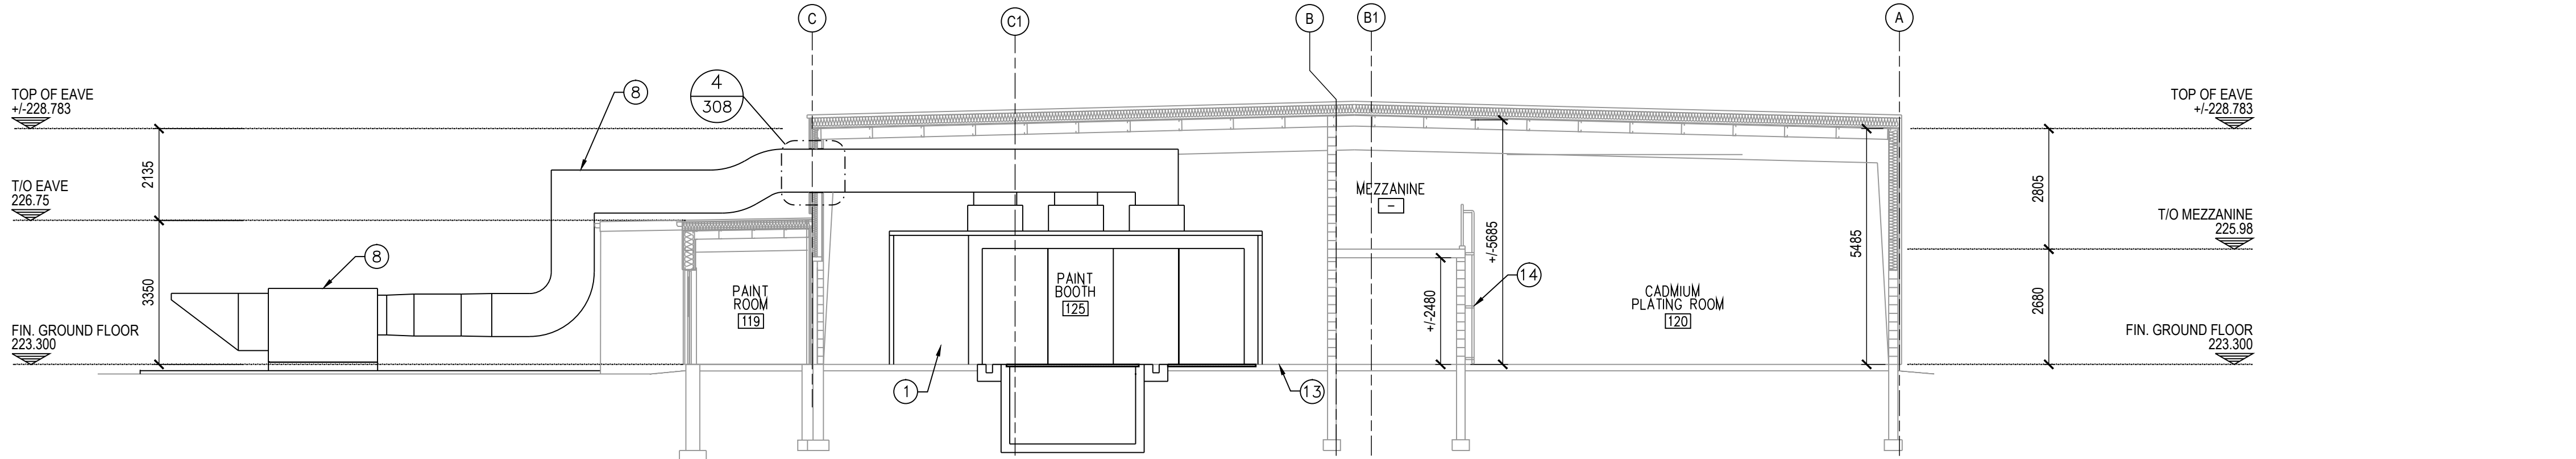 C
C1
B
B1
A
4
308
8
TOP OF EAVE
+/-228.783
TOP OF EAVE
+/-228.783
2135
T/O EAVE
226.75
MEZZANINE
-
2805
T/O MEZZANINE
225.98
+/-5685
5485
8
3350
PAINT
ROOM
119
PAINT
BOOTH
125
+/-2480
14
CADMIUM
PLATING ROOM
120
2680
FIN. GROUND FLOOR
223.300
FIN. GROUND FLOOR
223.300
1
13